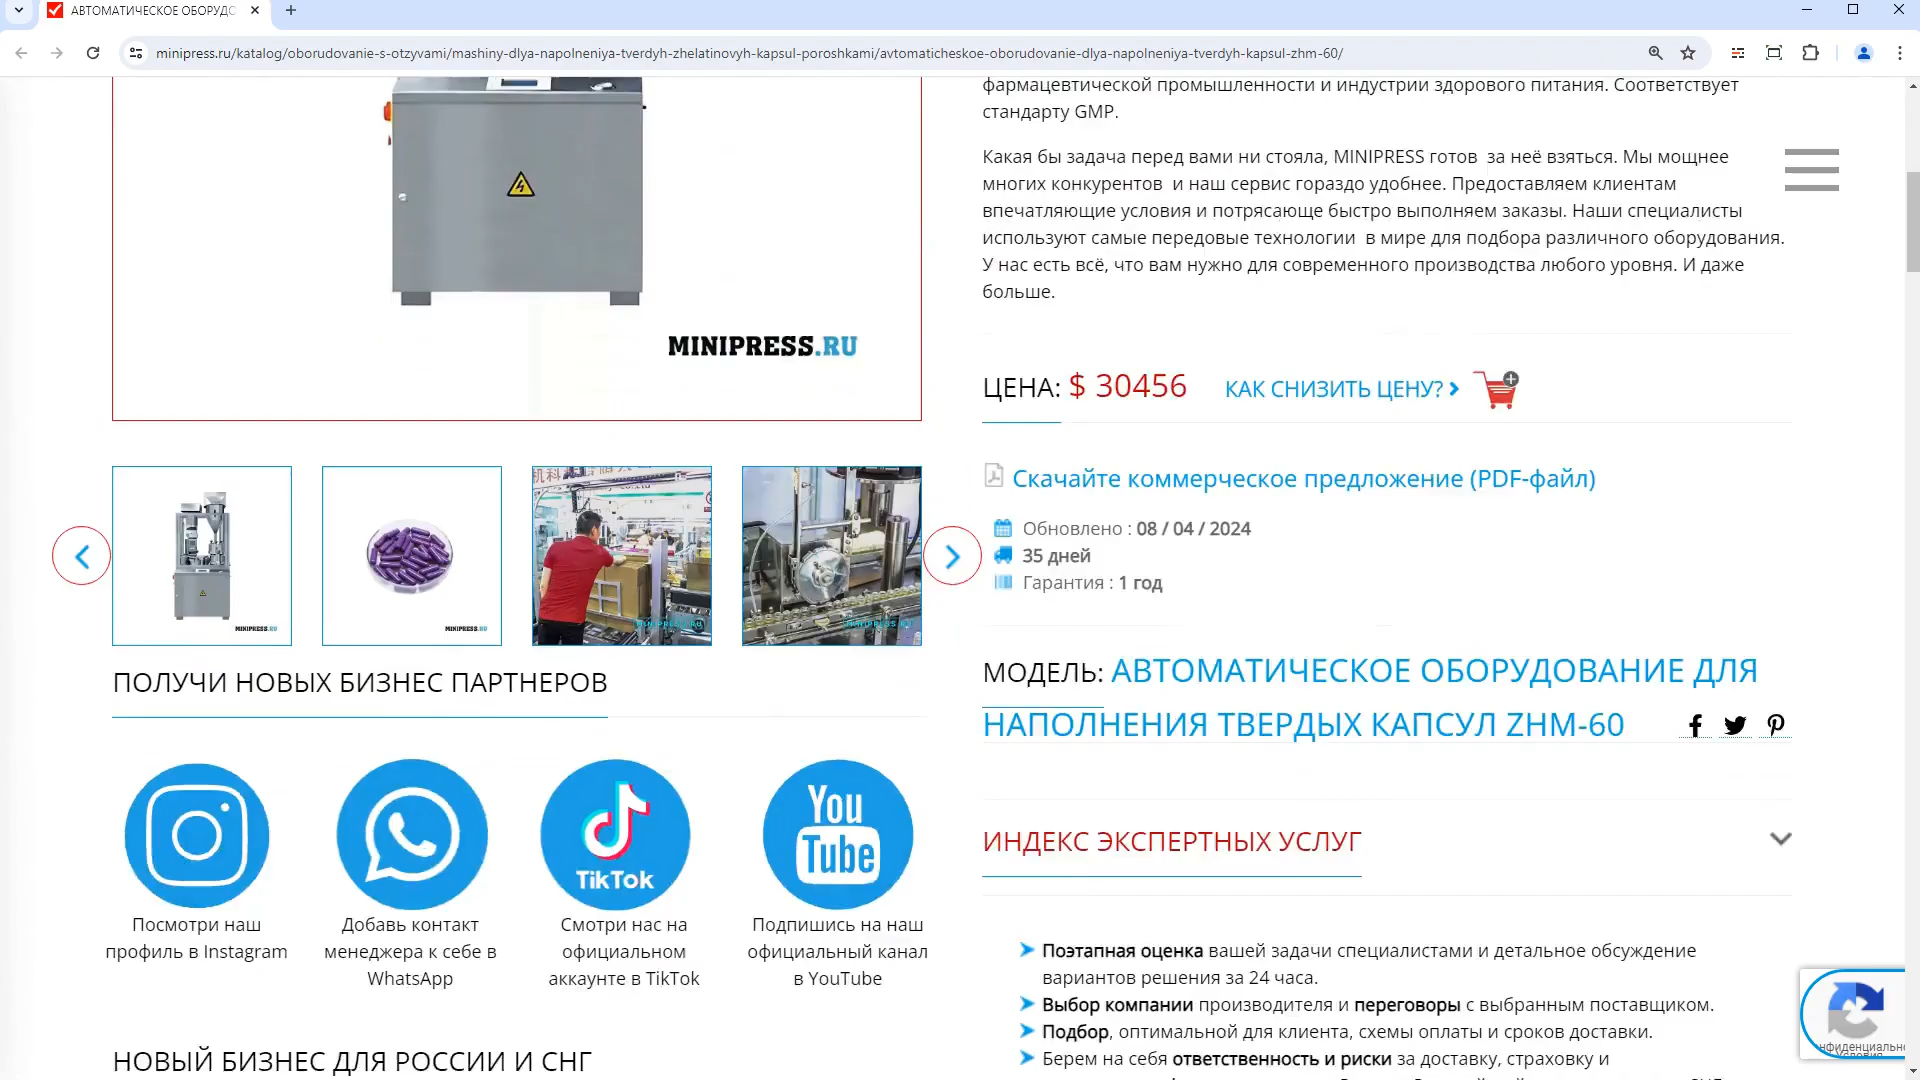 АВТОМАТИЧЕСКОЕ ОБОРУДО
minipress.ru/katalog/oborudovanie-s-otzyvami/mashiny-dlya-napolneniya-tverdyh-zhelatinovyh-kapsul-poroshkami/avtomaticheskoe-oborudovanie-dlya-napolneniya-tverdyh-kapsul-zhm-60/
MINIPRESS.RU
MINIPRESS.RU
MINIPRESS.RU
MINIPRESS.RU
MINIPRESS.RU
ПОЛУЧИ НОВЫХ БИЗНЕС ПАРТНЕРОВ
TikTok
You
Tube
Посмотри наш
профиль в Instagram
Добавь контакт
менеджера к себе в
WhatsApp
Смотри нас на
официальном
аккаунте в TikTok
Подпишись на наш
официальный канал
в YouTube
НОВЫЙ БИЗНЕС ДЛЯ РОССИИ И СНГ
фармацевтической промышленности и индустрии здорового питания. Соответствует
стандарту GMP.
Какая бы задача перед вами ни стояла, MINIPRESS готов за неё взяться. Мы мощнее
многих конкурентов и наш сервис гораздо удобнее. Предоставляем клиентам
впечатляющие условия и потрясающе быстро выполняем заказы. Наши специалисты
используют самые передовые технологии в мире для подбора различного оборудования.
У нас есть всё, что вам нужно для современного производства любого уровня. И даже
больше.
ЦЕНА: $ 30456 КАК СНИЗИТЬ ЦЕНУ?
Скачайте коммерческое предложение (PDF-файл)
Обновлено : 08 / 04 / 2024
35 дней
Гарантия : 1 год
МОДЕЛЬ: АВТОМАТИЧЕСКОЕ ОБОРУДОВАНИЕ ДЛЯ
НАПОЛНЕНИЯ ТВЕРДЫХ КАПСУЛ ZHM-60
ИНДЕКС ЭКСПЕРТНЫХ УСЛУГ
Поэтапная оценка вашей задачи специалистами и детальное обсуждение
вариантов решения за 24 часа.
Выбор компании производителя и переговоры с выбранным поставщиком.
Подбор, оптимальной для клиента, схемы оплаты и сроков доставки.
Берем на себя ответственность и риски за доставку, страховку и